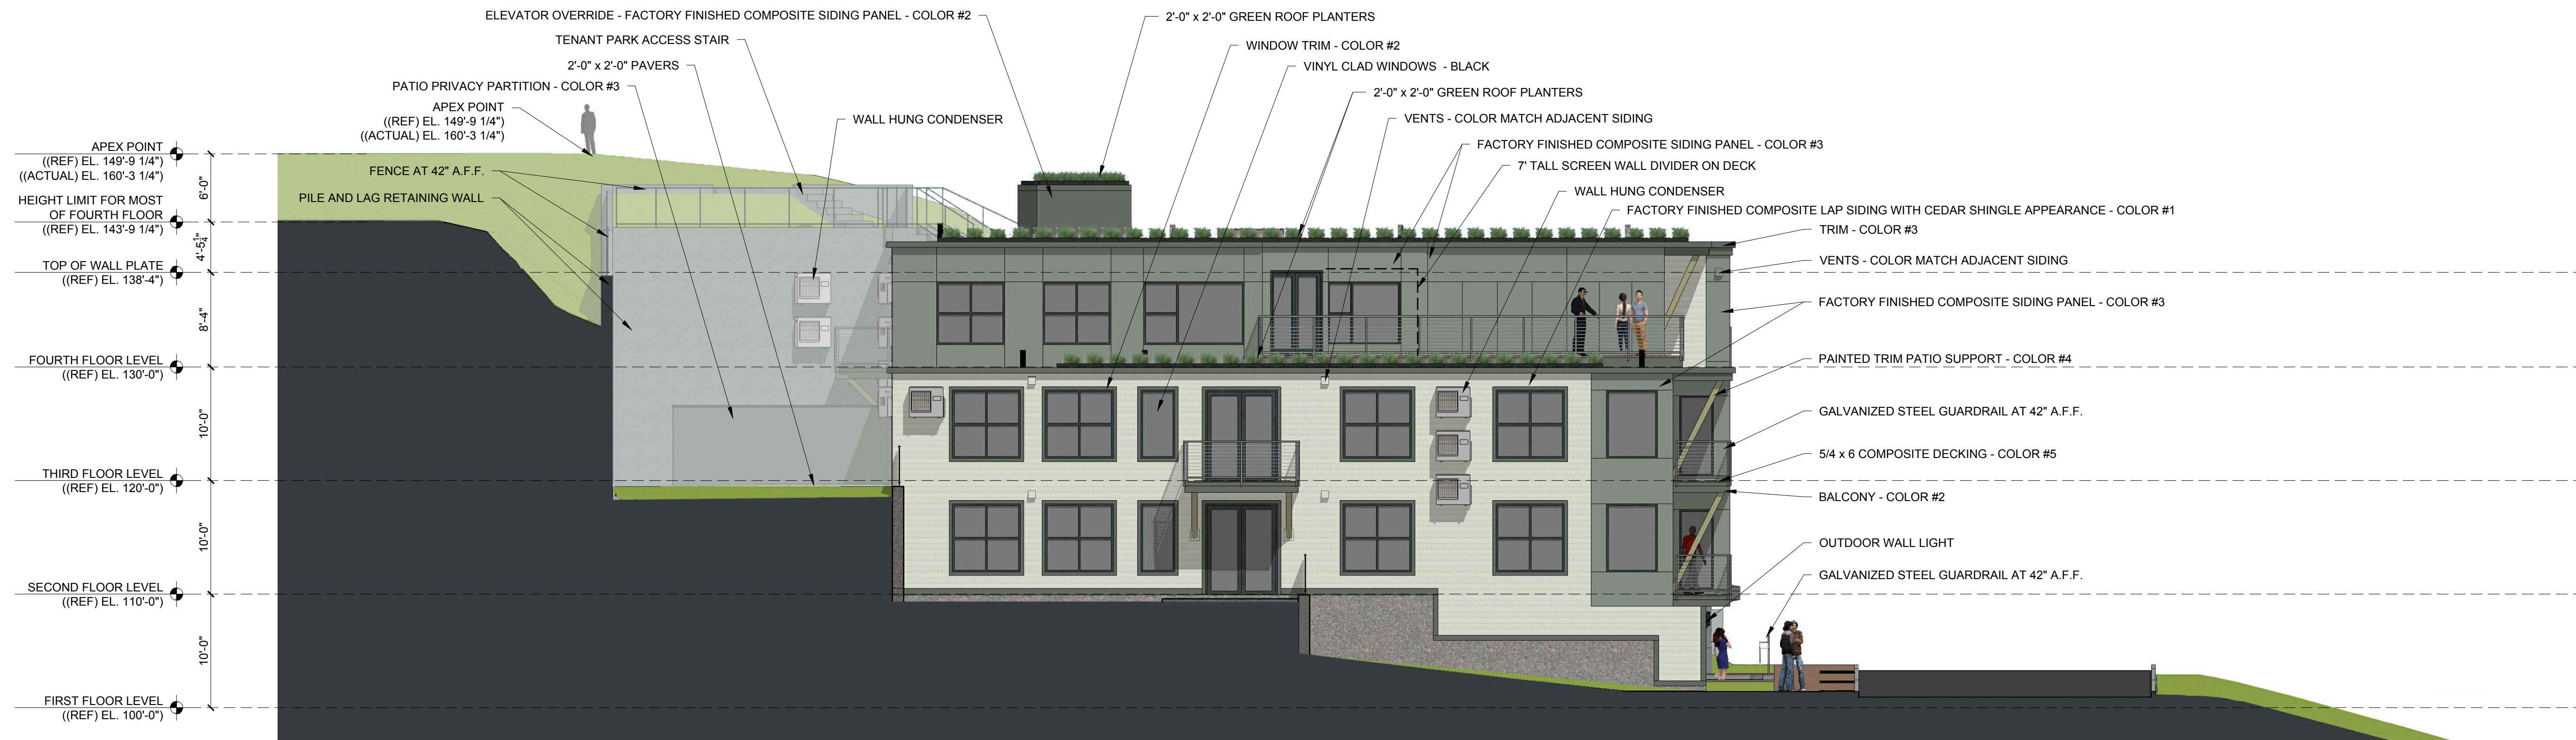 ELEVATOR OVERRIDE - FACTORY FINISHED COMPOSITE SIDING PANEL - COLOR #2
TENANT PARK ACCESS STAIR
2'-0" x 2'-0" PAVERS
PATIO PRIVACY PARTITION - COLOR #3
APEX POINT
((REF) EL. 149'-9 1/4")
((ACTUAL) EL. 160'-3 1/4")
FENCE AT 42" A.F.F.
PILE AND LAG RETAINING WALL
WALL HUNG CONDENSER
2'-0" x 2'-0" GREEN ROOF PLANTERS
WINDOW TRIM - COLOR #2
VINYL CLAD WINDOWS - BLACK
2'-0" x 2'-0" GREEN ROOF PLANTERS
VENTS - COLOR MATCH ADJACENT SIDING
FACTORY FINISHED COMPOSITE SIDING PANEL - COLOR #3
7' TALL SCREEN WALL DIVIDER ON DECK
WALL HUNG CONDENSER
FACTORY FINISHED COMPOSITE LAP SIDING WITH CEDAR SHINGLE APPEARANCE - COLOR #1
TRIM - COLOR #3
VENTS - COLOR MATCH ADJACENT SIDING
FACTORY FINISHED COMPOSITE SIDING PANEL - COLOR #3
PAINTED TRIM PATIO SUPPORT - COLOR #4
GALVANIZED STEEL GUARDRAIL AT 42" A.F.F.
5/4 x 6 COMPOSITE DECKING - COLOR #5
BALCONY - COLOR #2
OUTDOOR WALL LIGHT
GALVANIZED STEEL GUARDRAIL AT 42" A.F.F.
APEX POINT
((REF) EL. 149'-9 1/4")
((ACTUAL) EL. 160'-3 1/4")
6'-0"
HEIGHT LIMIT FOR MOST
OF FOURTH FLOOR
((REF) EL. 143'-9 1/4")
4'-5 1/4"
TOP OF WALL PLATE
((REF) EL. 138'-4")
8'-4"
FOURTH FLOOR LEVEL
((REF) EL. 130'-0")
10'-0"
THIRD FLOOR LEVEL
((REF) EL. 120'-0")
10'-0"
SECOND FLOOR LEVEL
((REF) EL. 110'-0")
10'-0"
FIRST FLOOR LEVEL
((REF) EL. 100'-0")